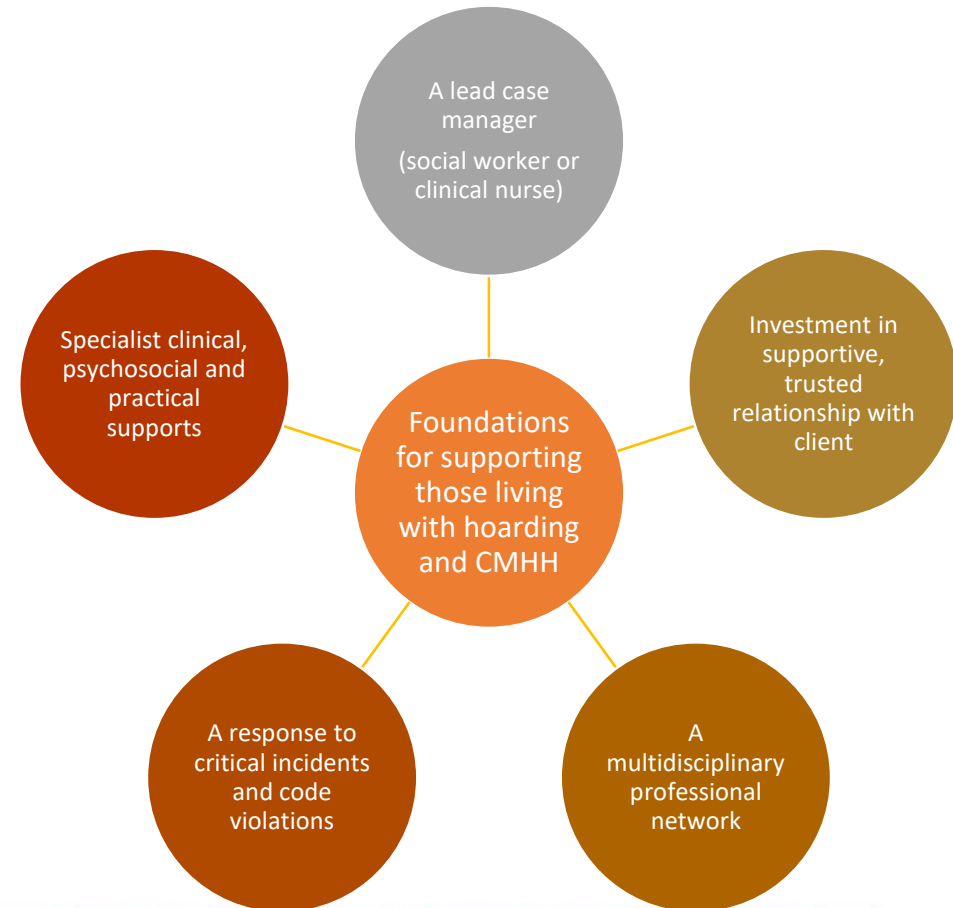 A lead case
manager
(social worker or
clinical nurse)
Specialist clinical,
psychosocial and
practical
supports
Investment in
supportive,
trusted
relationship with
client
Foundations
for supporting
those living
with hoarding
and CMHH
A response to
critical incidents
and code
violations
A
multidisciplinary
professional
network